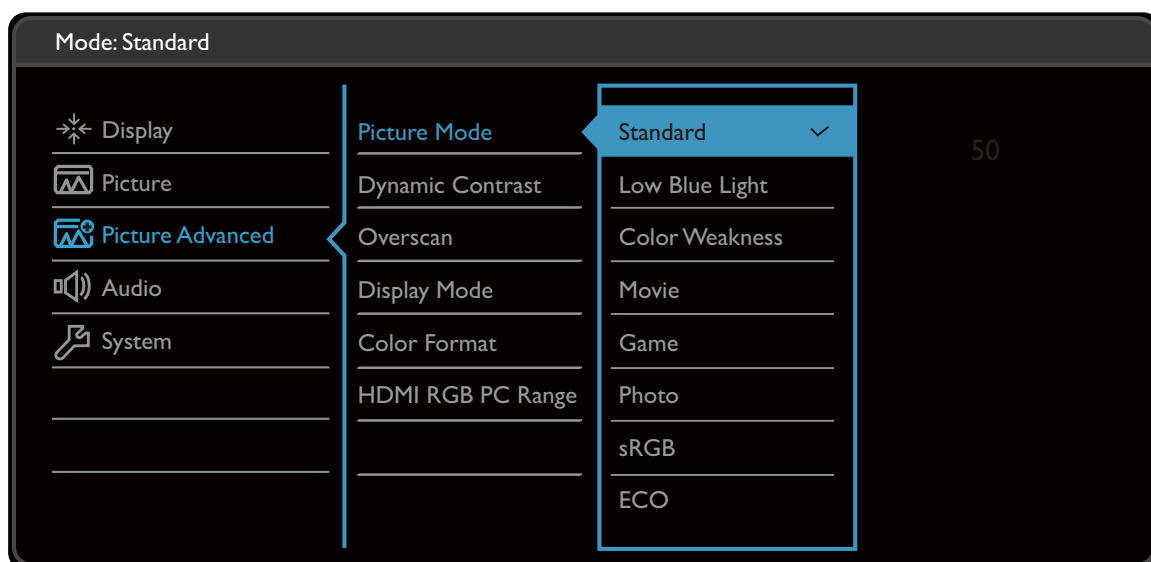 Mode: Standard
Display
Picture
Picture Advanced
Audio
System
Picture Mode
Dynamic Contrast
Overscan
Display Mode
Color Format
HDMI RGB PC Range
Standard
Low Blue Light
Color Weakness
Movie
Game
Photo
sRGB
ECO
50